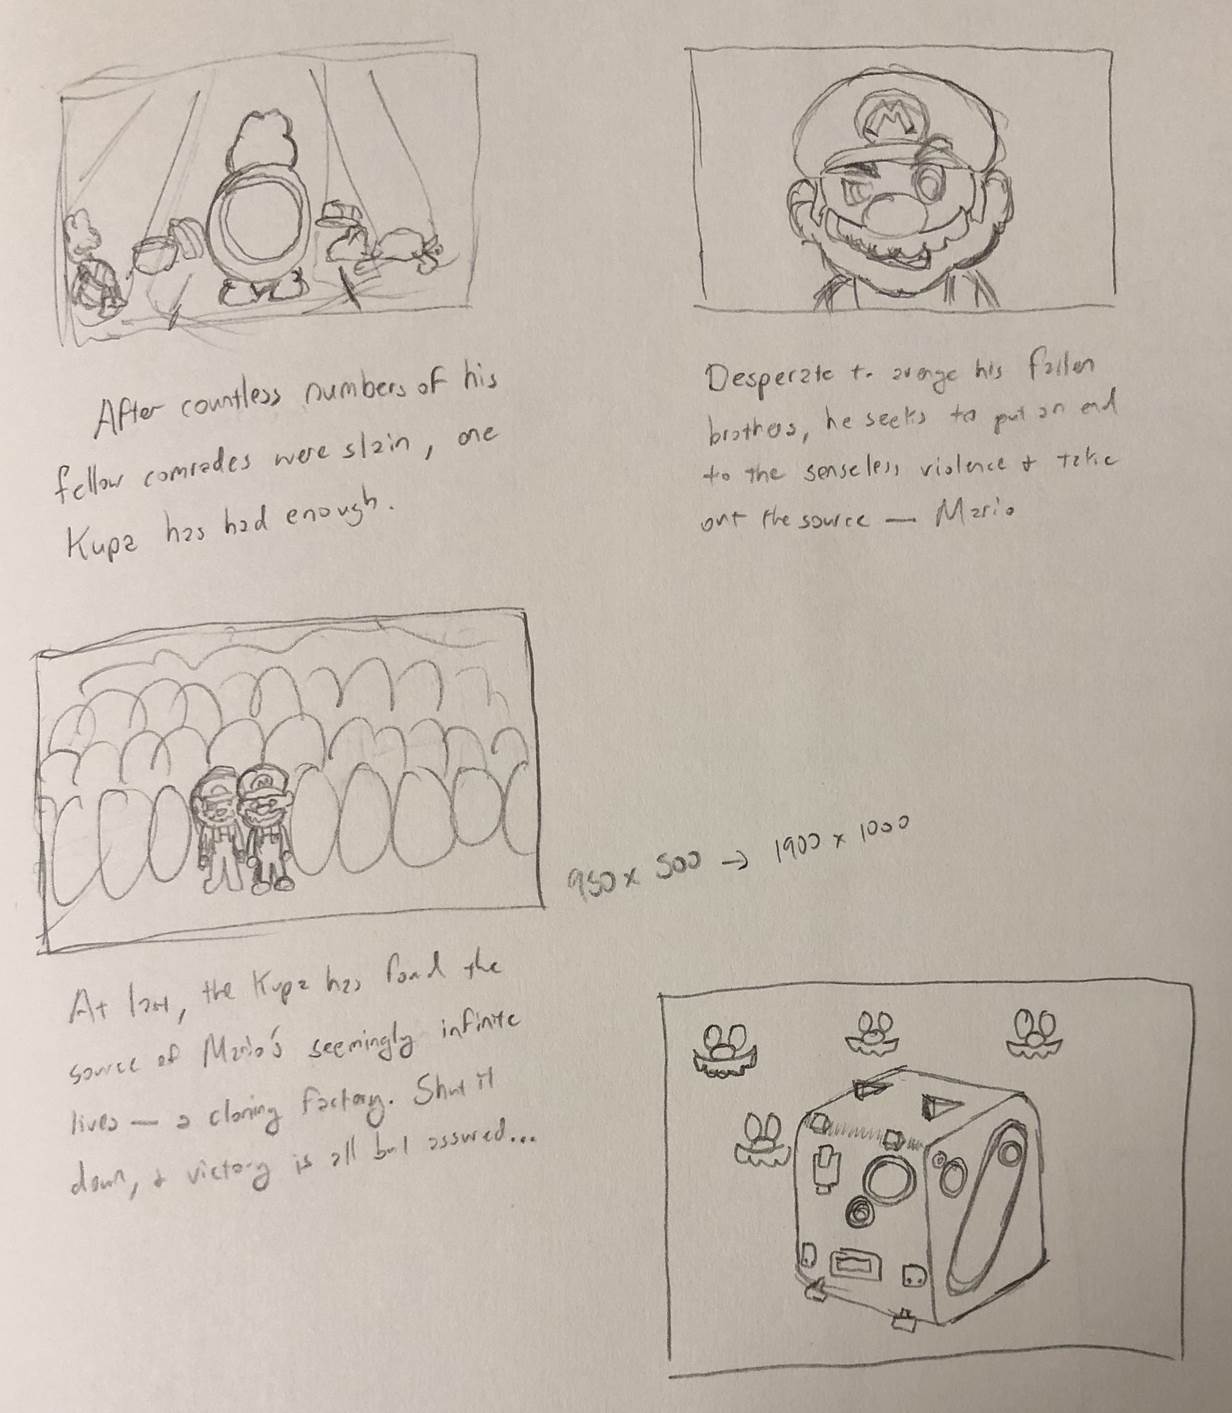 After countless numbers of his
fellow comrades were slain, one
Kupa has had enough.
M
Desperate to avenge his fallen
brothers, he seeks to put an end
to the senseless violence & take
out the source — Mario
M
950 x 500 → 1900 x 1000
At last, the Kupa has found the
source of Mario's seemingly infinite
lives — a cloning factory. Shut it
down, & victory is all but assured...